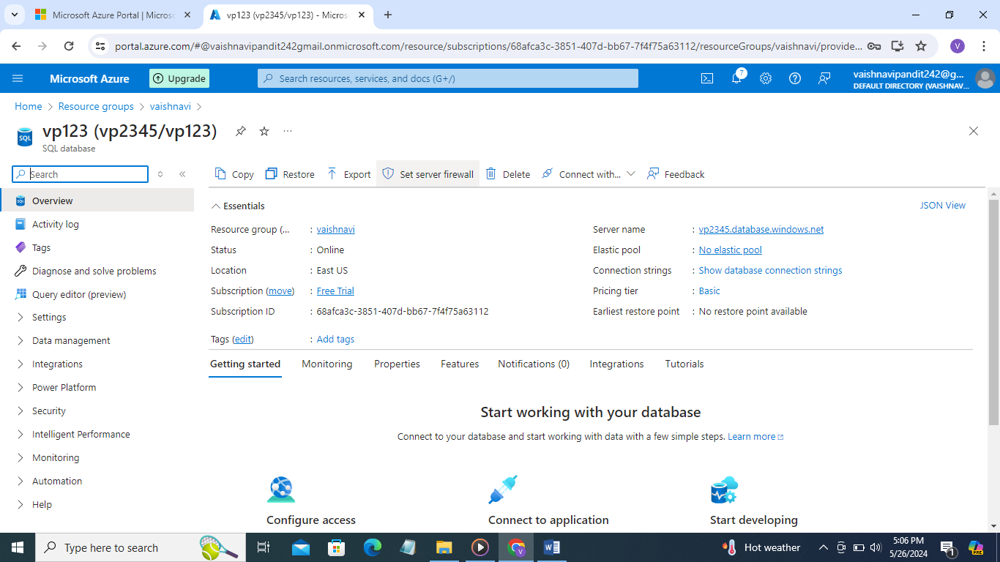 Microsoft Azure Portal | Microso
vp123 (vp2345/vp123) - Micros
portal.azure.com/#@vaishnavipandit242gmail.onmicrosoft.com/resource/subscriptions/68afca3c-3851-407d-bb67-7f4f75a63112/resourceGroups/vaishnavi/provide...
V
Microsoft Azure
Upgrade
Search resources, services, and docs (G+/)
7
vaishnavipandit242@g...
DEFAULT DIRECTORY (VAISHNAV...
Home > Resource groups > vaishnavi >
SQL
vp123 (vp2345/vp123)
...
SQL database
Search
Overview
Activity log
Tags
Diagnose and solve problems
Query editor (preview)
Settings
Data management
Integrations
Power Platform
Security
Intelligent Performance
Monitoring
Automation
Help
Copy
Restore
Export
Set server firewall
Delete
Connect with...
Feedback
Essentials
JSON View
Resource group (... : vaishnavi
Status : Online
Location : East US
Subscription (move) : Free Trial
Subscription ID : 68afca3c-3851-407d-bb67-7f4f75a63112
Server name : vp2345.database.windows.net
Elastic pool : No elastic pool
Connection strings : Show database connection strings
Pricing tier : Basic
Earliest restore point : No restore point available
Tags (edit) : Add tags
Getting started
Monitoring
Properties
Features
Notifications (0)
Integrations
Tutorials
Start working with your database
Connect to your database and start working with data with a few simple steps. Learn more
Configure access
Connect to application
Start developing
Type here to search
V
W
Hot weather
5:06 PM
5/26/2024
1
PRE